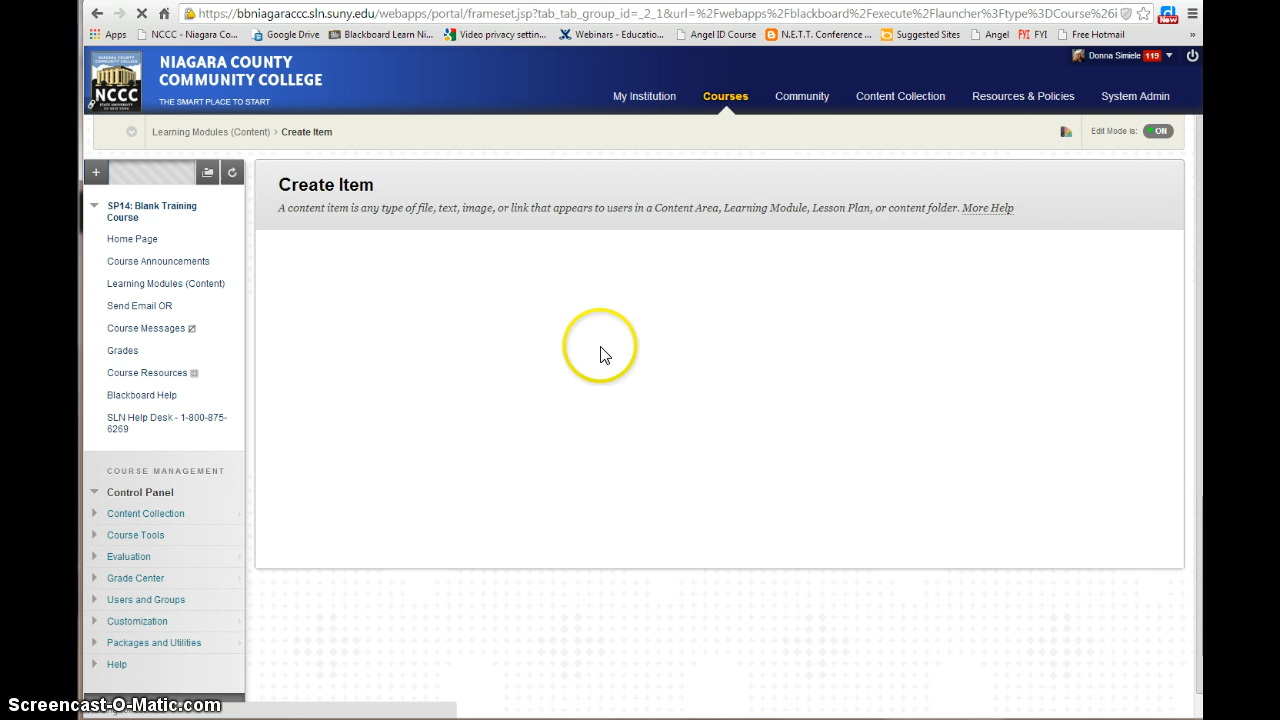 https://bbniagaraccc.sln.suny.edu/webapps/portal/frameset.jsp?tab_tab_group_id=_2_1&url=%2Fwebapps%2Fblackboard%2Fexecute%2Flauncher%3Ftype%3DCourse%26i
New
Apps NCCC - Niagara Co... Google Drive Blackboard Learn Ni... Video privacy settin... Webinars - Educatio... Angel ID Course N.E.T.T. Conference ... Suggested Sites Angel FYI FYI Free Hotmail »
NIAGARA COUNTY
COMMUNITY COLLEGE
THE SMART PLACE TO START
NCCC
Donna Simiele 119
My Institution Courses Community Content Collection Resources & Policies System Admin
Learning Modules (Content) > Create Item
Edit Mode is: ON
SP14: Blank Training
Course
Home Page
Course Announcements
Learning Modules (Content)
Send Email OR
Course Messages
Grades
Course Resources
Blackboard Help
SLN Help Desk - 1-800-875-
6269
COURSE MANAGEMENT
Control Panel
Content Collection
Course Tools
Evaluation
Grade Center
Users and Groups
Customization
Packages and Utilities
Help
Create Item
A content item is any type of file, text, image, or link that appears to users in a Content Area, Learning Module, Lesson Plan, or content folder. More Help
Screencast-O-Matic.com